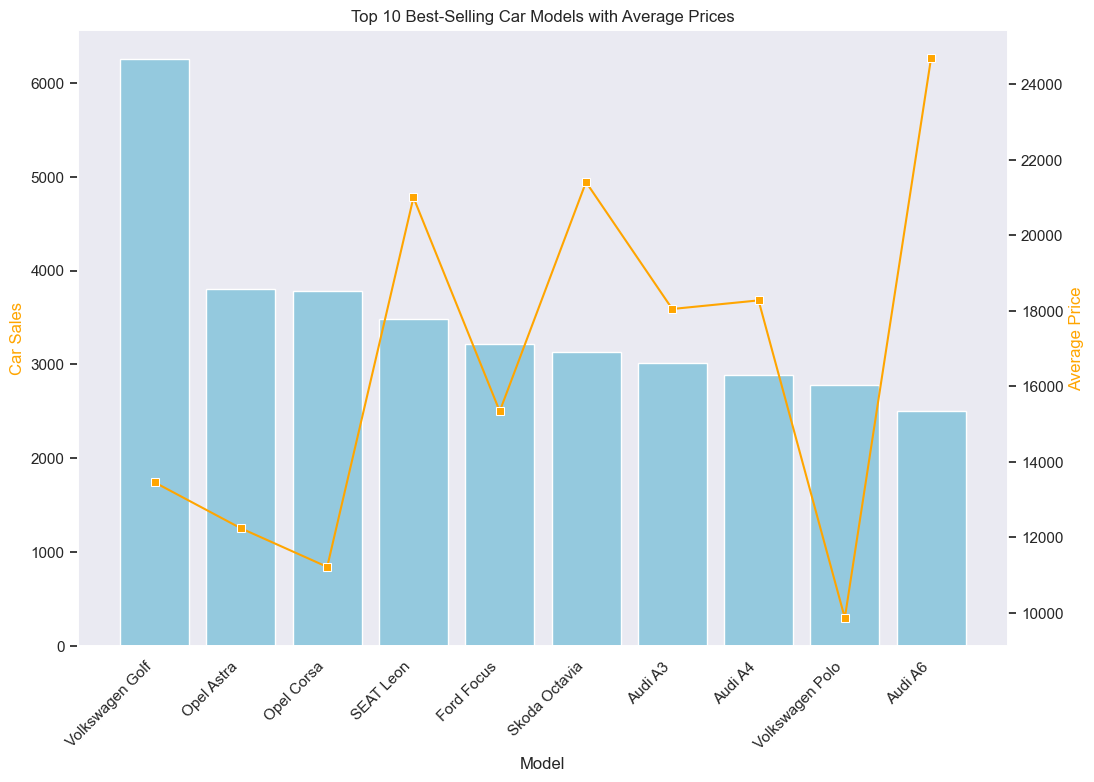 Top 10 Best-Selling Car Models with Average Prices
Car Sales
6000
5000
4000
3000
2000
1000
0
24000
22000
20000
18000
16000
14000
12000
10000
Average Price
Volkswagen Golf
Opel Astra
Opel Corsa
SEAT Leon
Ford Focus
Skoda Octavia
Audi A3
Audi A4
Volkswagen Polo
Audi A6
Model